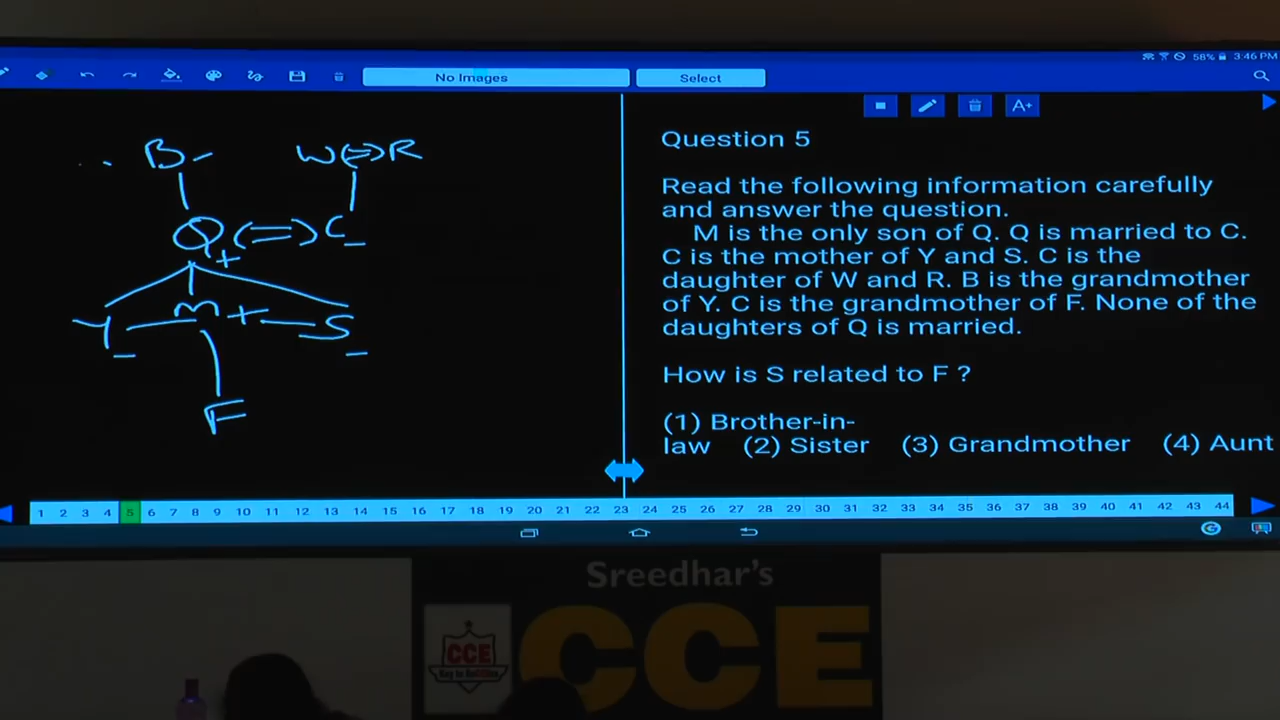 58% 3:46 PM
No Images Select
A+
Question 5
Read the following information carefully
and answer the question.
M is the only son of Q. Q is married to C.
C is the mother of Y and S. C is the
daughter of W and R. B is the grandmother
of Y. C is the grandmother of F. None of the
daughters of Q is married.
How is S related to F ?
(1) Brother-in-
law (2) Sister (3) Grandmother (4) Aunt
B - W <=> R
Q + <=> C -
Y - M + S -
F
1 2 3 4 5 6 7 8 9 10 11 12 13 14 15 16 17 18 19 20 21 22 23 24 25 26 27 28 29 30 31 32 33 34 35 36 37 38 39 40 41 42 43 44
Sreedhar's
CCE
CCE